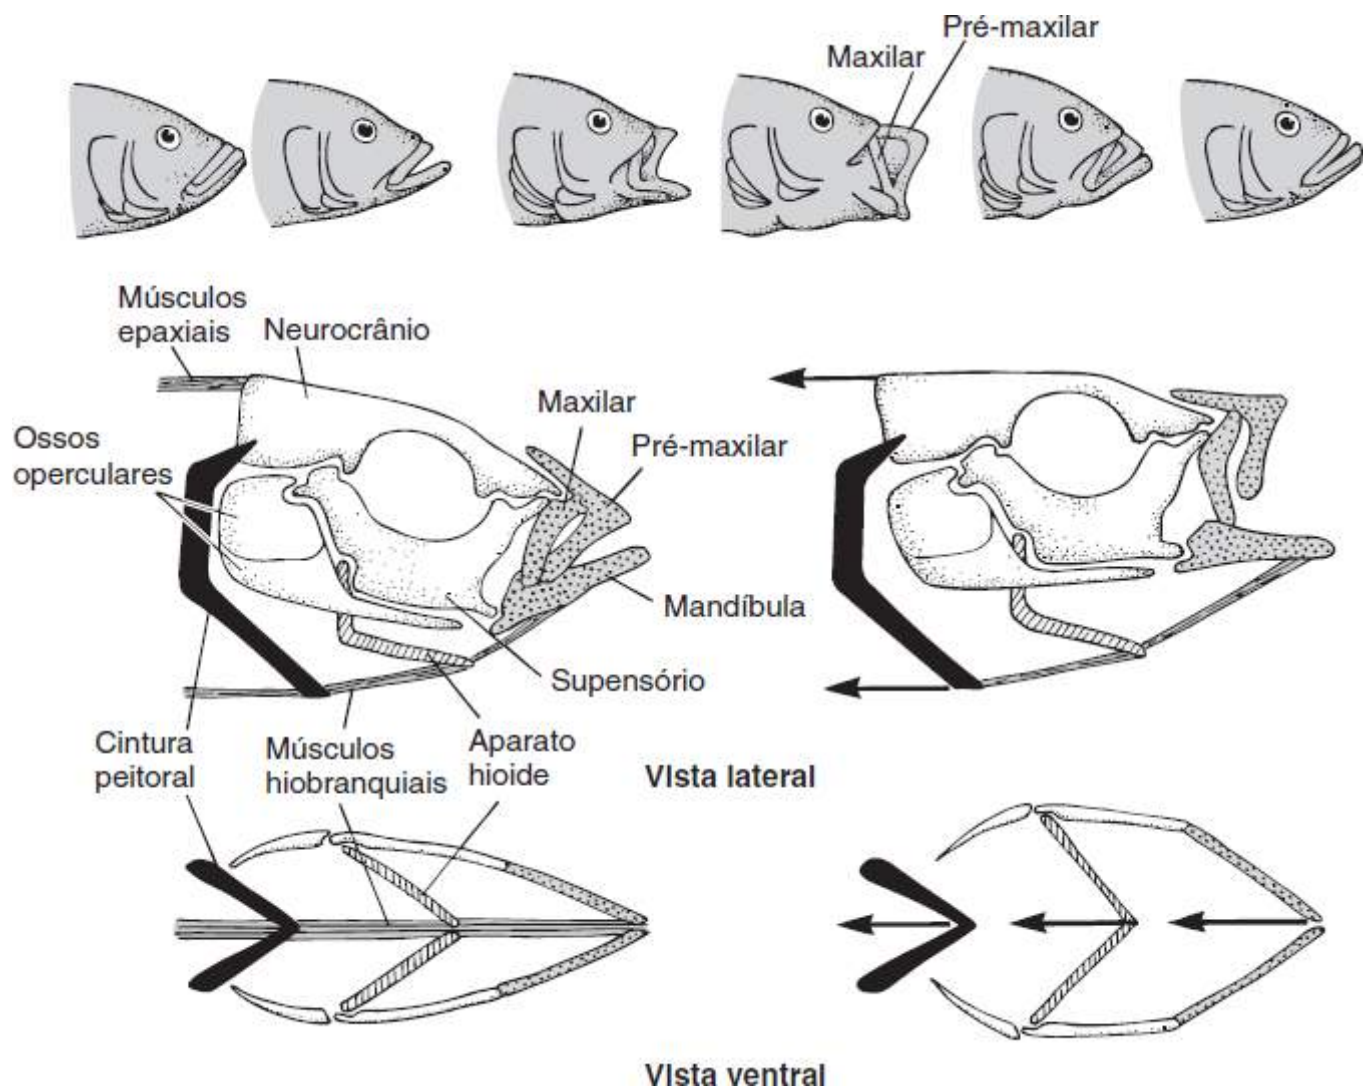 Pré-maxilar
Maxilar
Músculos
epaxiais
Neurocrânio
Maxilar
Pré-maxilar
Ossos
operculares
Mandíbula
Supensório
Cintura
peitoral
Músculos
hiobranquiais
Aparato
hioide
Vista lateral
Vista ventral